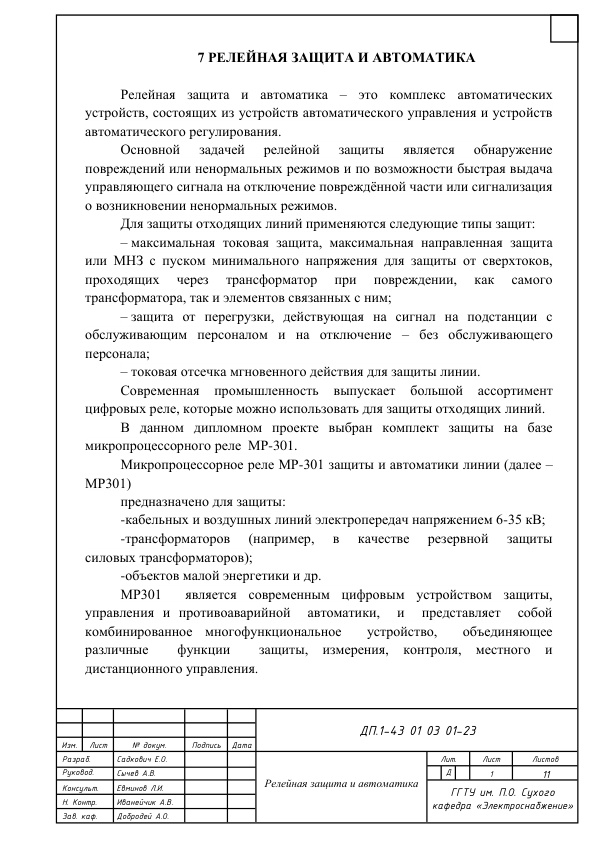 7 РЕЛЕЙНАЯ ЗАЩИТА И АВТОМАТИКА
Релейная защита и автоматика – это комплекс автоматических
устройств, состоящих из устройств автоматического управления и устройств
автоматического регулирования.
Основной задачей релейной защиты является обнаружение
повреждений или ненормальных режимов и по возможности быстрая выдача
управляющего сигнала на отключение повреждённой части или сигнализация
о возникновении ненормальных режимов.
Для защиты отходящих линий применяются следующие типы защит:
– максимальная токовая защита, максимальная направленная защита
или МНЗ с пуском минимального напряжения для защиты от сверхтоков,
проходящих через трансформатор при повреждении, как самого
трансформатора, так и элементов связанных с ним;
– защита от перегрузки, действующая на сигнал на подстанции с
обслуживающим персоналом и на отключение – без обслуживающего
персонала;
– токовая отсечка мгновенного действия для защиты линии.
Современная промышленность выпускает большой ассортимент
цифровых реле, которые можно использовать для защиты отходящих линий.
В данном дипломном проекте выбран комплект защиты на базе
микропроцессорного реле МР-301.
Микропроцессорное реле МР-301 защиты и автоматики линии (далее –
МР301)
предназначено для защиты:
-кабельных и воздушных линий электропередач напряжением 6-35 кВ;
-трансформаторов (например, в качестве резервной защиты
силовых трансформаторов);
-объектов малой энергетики и др.
МР301 является современным цифровым устройством защиты,
управления и противоаварийной автоматики, и представляет собой
комбинированное многофункциональное устройство, объединяющее
различные функции защиты, измерения, контроля, местного и
дистанционного управления.
ДП.1-43 01 03 01-23
Изм. Лист № докум. Подпись Дата
Разраб. Садкович Е.О.
Руковод. Сычев А.В.
Консульт. Евминов Л.И.
Н. Контр. Иванейчик А.В.
Зав. каф. Добродей А.О.
Релейная защита и автоматика
Лит. Лист Листов
Д 1 11
ГГТУ им. П.О. Сухого
кафедра «Электроснабжение»